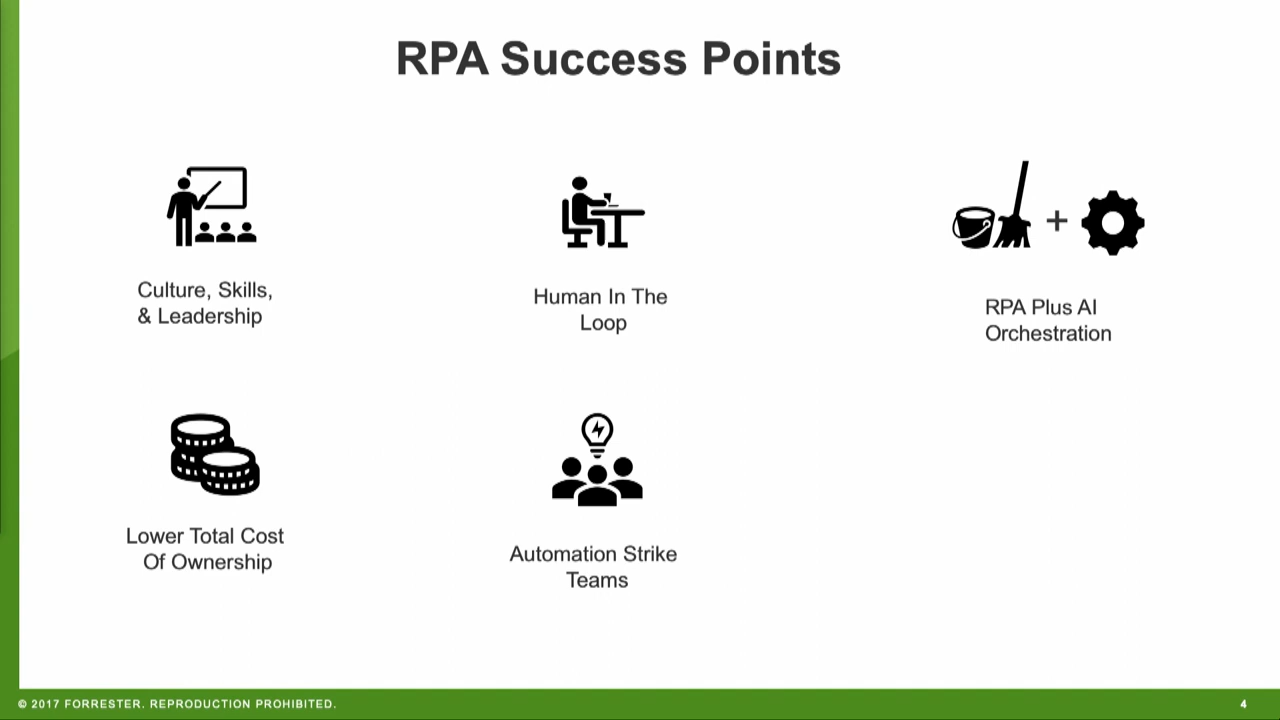 RPA Success Points
Culture, Skills,
& Leadership
Human In The
Loop
+
RPA Plus AI
Orchestration
Lower Total Cost
Of Ownership
Automation Strike
Teams
© 2017 FORRESTER. REPRODUCTION PROHIBITED.
4